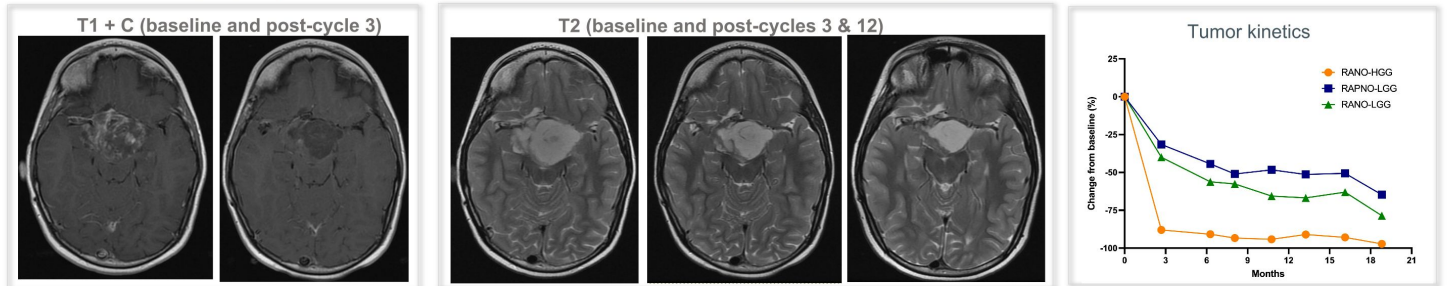 T1 + C (baseline and post-cycle 3)
T2 (baseline and post-cycles 3 & 12)
Tumor kinetics
RANO-HGG
RAPNO-LGG
RANO-LGG
Change from baseline (%)
25
0
-25
-50
-75
-100
0 3 6 9 12 15 18 21
Months